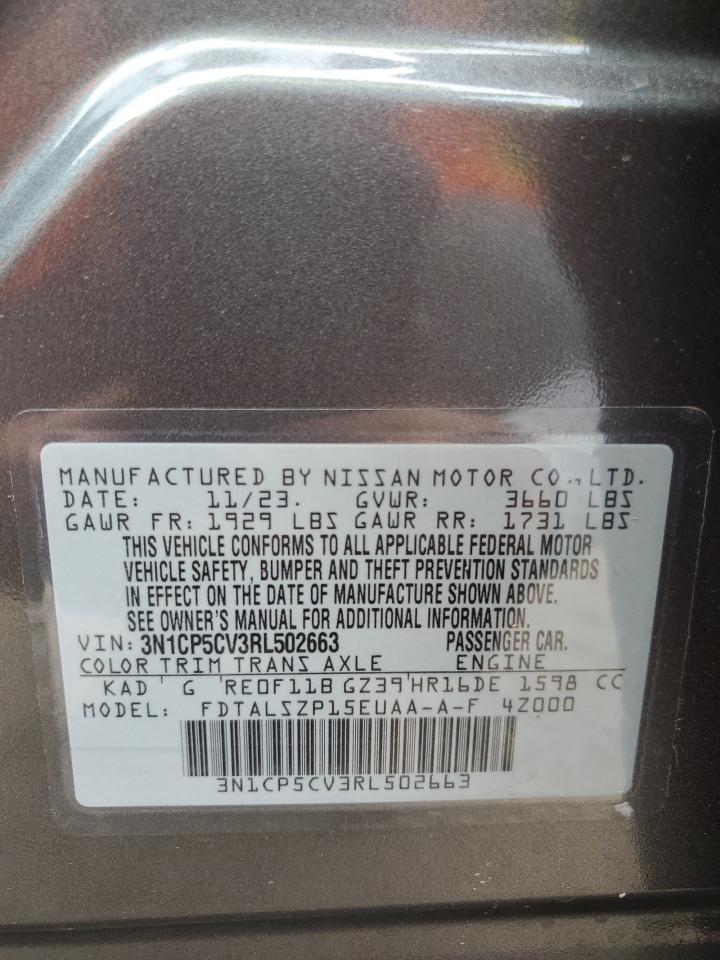 MANUFACTURED BY NISSAN MOTOR CO., LTD.
DATE: 11/23. GVWR: 3660 LBS
GAWR FR: 1929 LBS GAWR RR: 1731 LBS
THIS VEHICLE CONFORMS TO ALL APPLICABLE FEDERAL MOTOR
VEHICLE SAFETY, BUMPER AND THEFT PREVENTION STANDARDS
IN EFFECT ON THE DATE OF MANUFACTURE SHOWN ABOVE.
SEE OWNER'S MANUAL FOR ADDITIONAL INFORMATION.
VIN: 3N1CP5CV3RL502663 PASSENGER CAR.
COLOR TRIM TRANS AXLE ENGINE
KAD ' G 'RE0F11B GZ39'HR16DE 1598 CC
MODEL: FDTALSZP15EUAA-A-F 4Z000
3N1CP5CV3RL502663